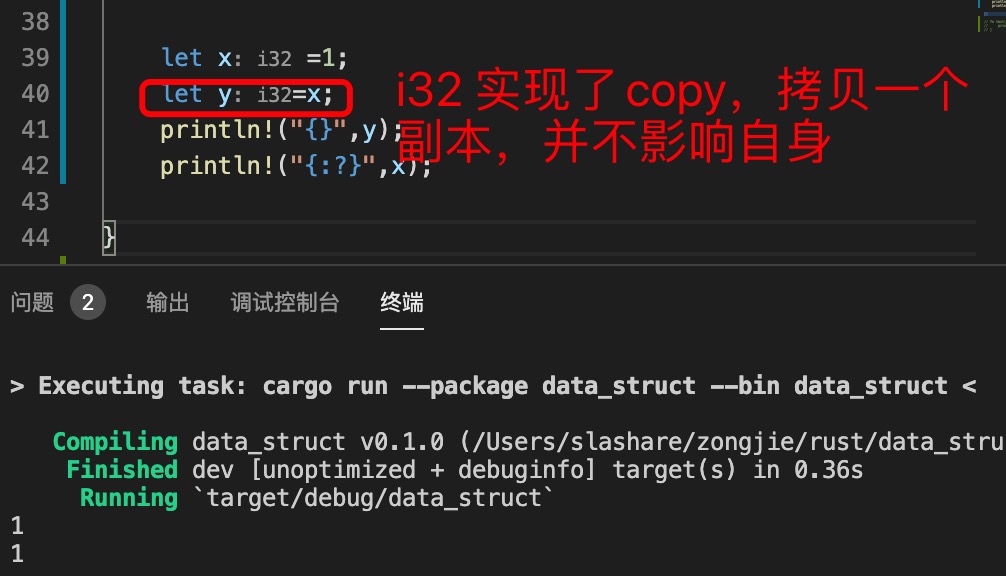 38
39 let x: i32 =1;
40 let y: i32=x;
41 println!("{}",y);
42 println!("{:?}",x);
43
44 }
i32 实现了 copy，拷贝一个
副本，并不影响自身
问题 2 输出 调试控制台 终端
> Executing task: cargo run --package data_struct --bin data_struct <
Compiling data_struct v0.1.0 (/Users/slashare/zongjie/rust/data_stru
Finished dev [unoptimized + debuginfo] target(s) in 0.36s
Running `target/debug/data_struct`
1
1